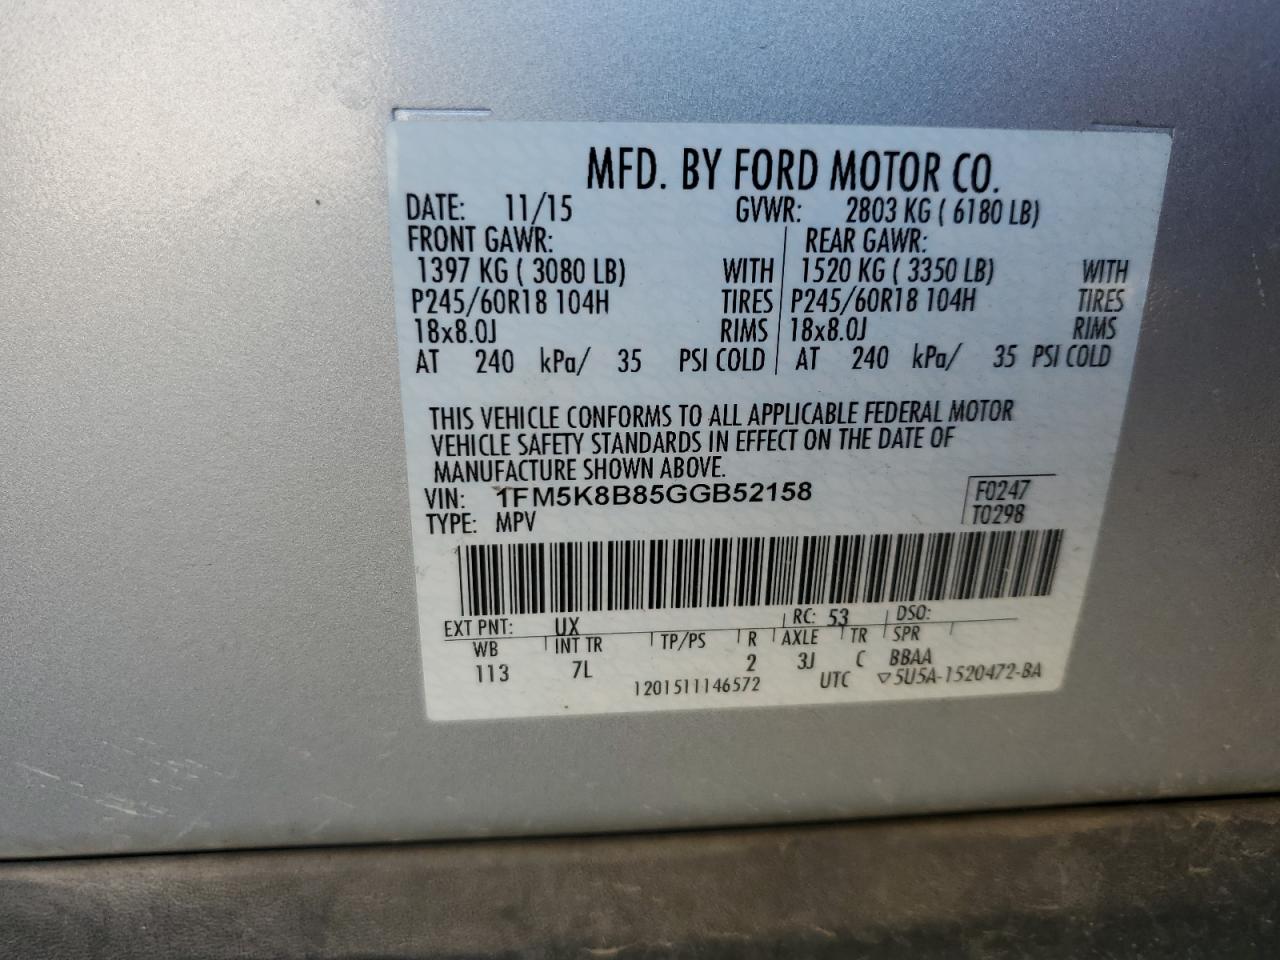 MFD. BY FORD MOTOR CO.
DATE: 11/15 GVWR: 2803 KG ( 6180 LB)
FRONT GAWR: REAR GAWR:
1397 KG ( 3080 LB) WITH 1520 KG ( 3350 LB) WITH
P245/60R18 104H TIRES P245/60R18 104H TIRES
18x8.0J RIMS 18x8.0J RIMS
AT 240 kPa/ 35 PSI COLD AT 240 kPa/ 35 PSI COLD
THIS VEHICLE CONFORMS TO ALL APPLICABLE FEDERAL MOTOR
VEHICLE SAFETY STANDARDS IN EFFECT ON THE DATE OF
MANUFACTURE SHOWN ABOVE.
VIN: 1FM5K8B85GGB52158 F0247
TYPE: MPV T0298
EXT PNT: UX RC: 53 DSO:
WB INT TR TP/PS R AXLE TR SPR
113 7L 2 3J C BBAA
1201511146572 UTC ▽5U5A-1520472-BA